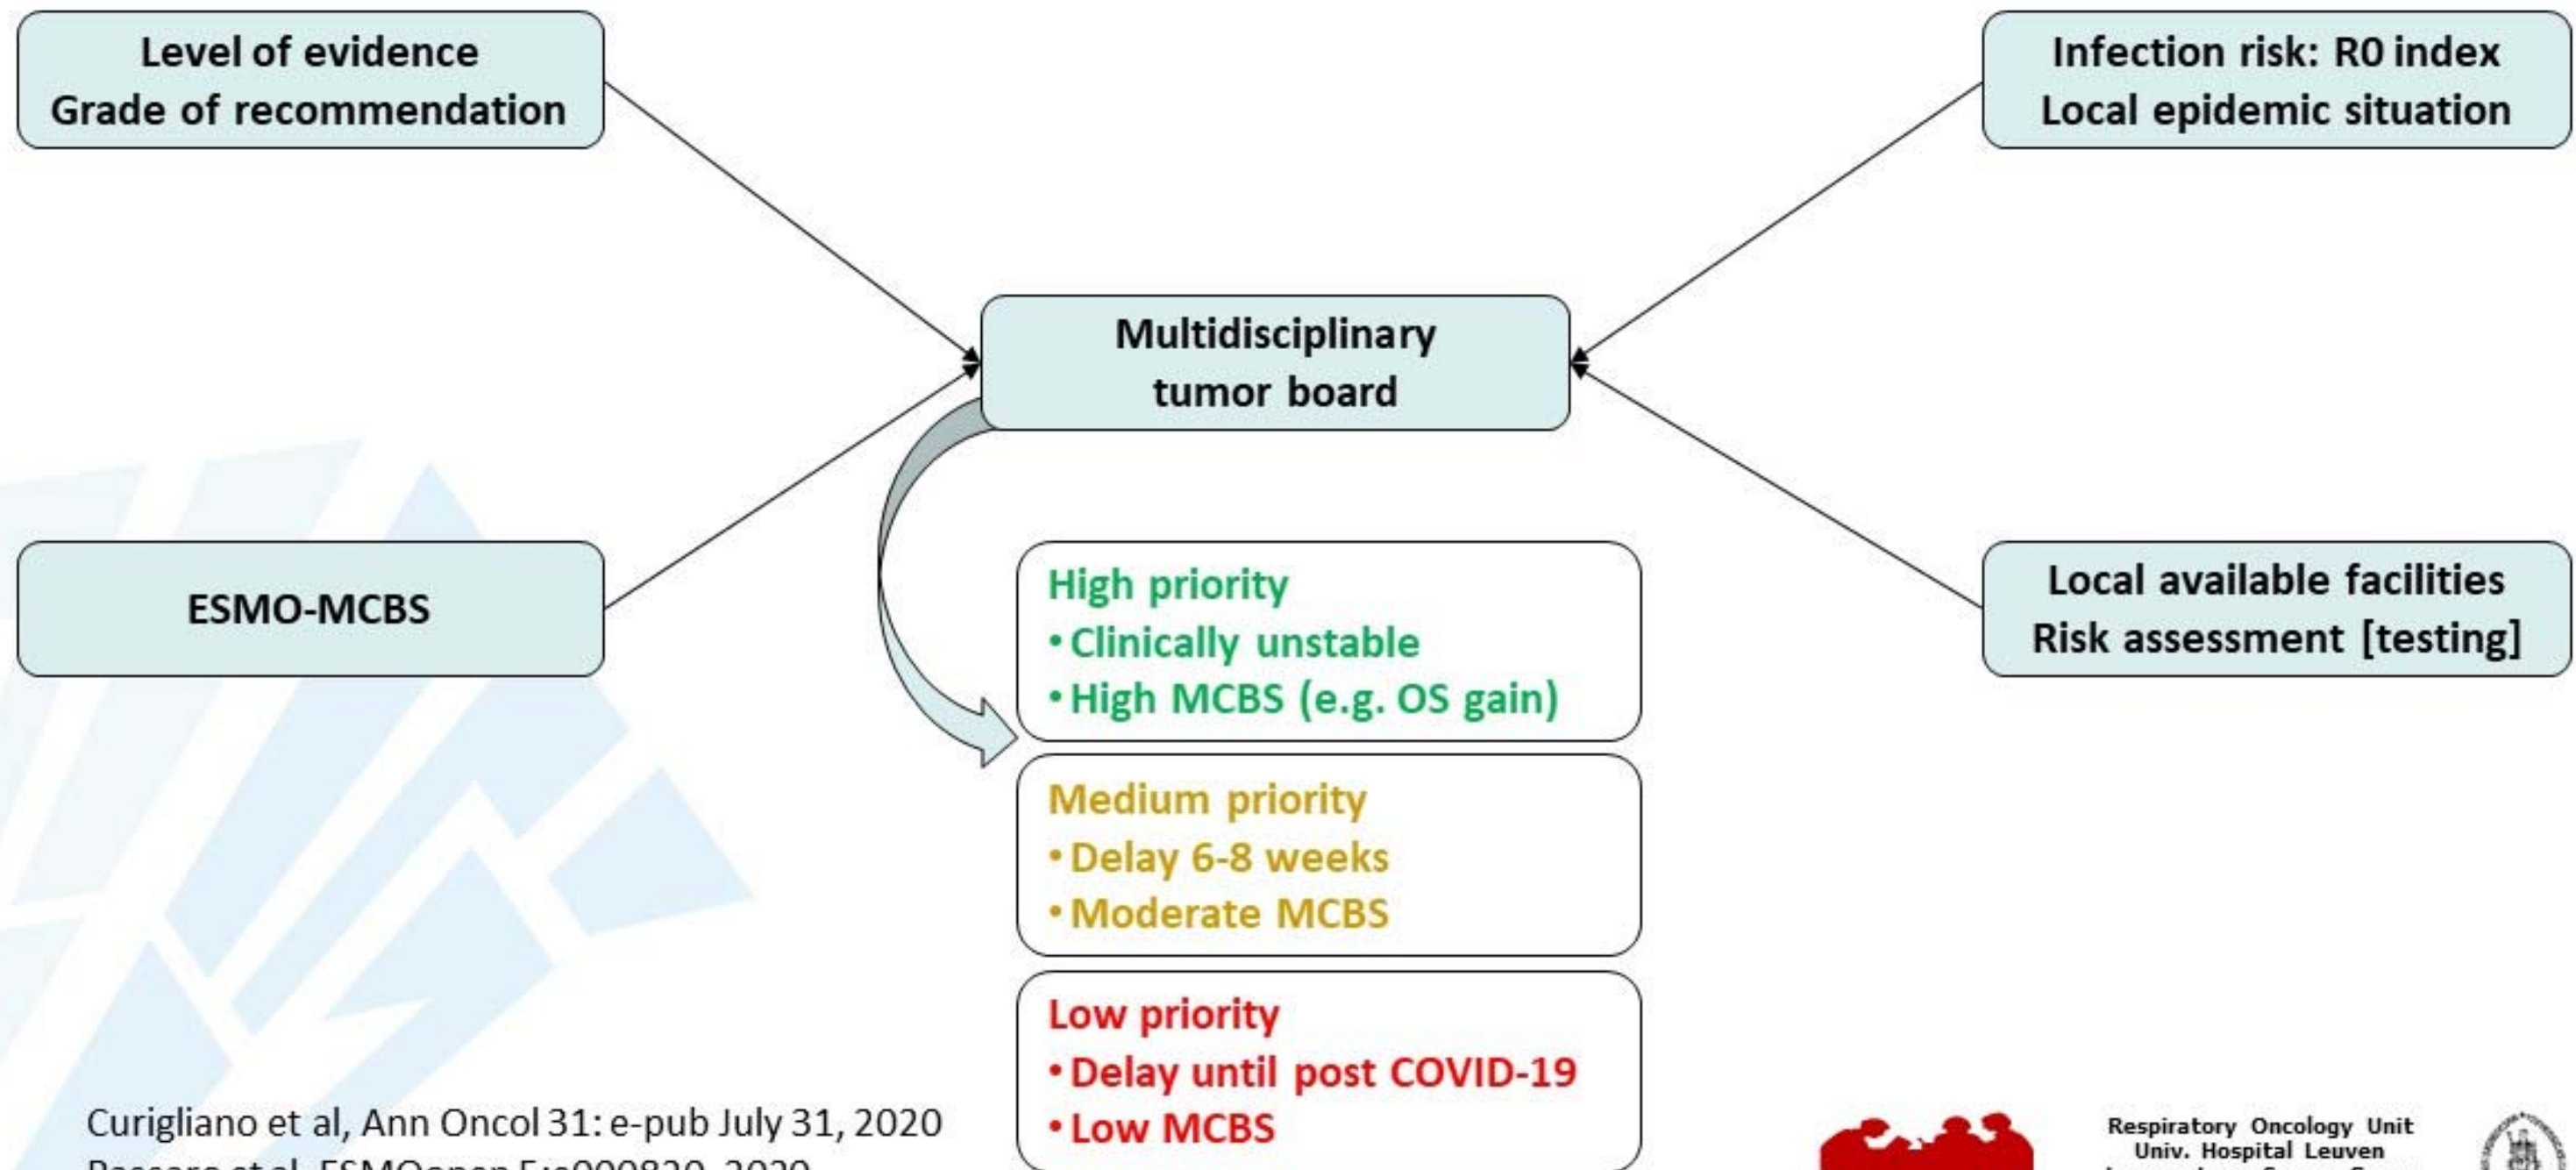 Level of evidence
Grade of recommendation
Infection risk: R0 index
Local epidemic situation
Multidisciplinary
tumor board
ESMO-MCBS
Local available facilities
Risk assessment [testing]
High priority
• Clinically unstable
• High MCBS (e.g. OS gain)
Medium priority
• Delay 6-8 weeks
• Moderate MCBS
Low priority
• Delay until post COVID-19
• Low MCBS
Curigliano et al, Ann Oncol 31: e-pub July 31, 2020
Respiratory Oncology Unit
Univ. Hospital Leuven